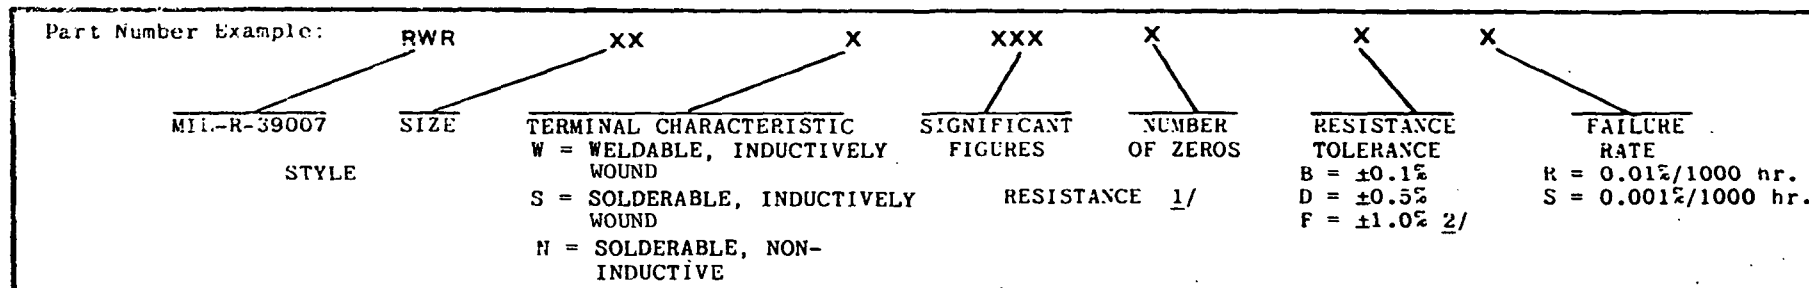 Part Number Example: RWR XX X XXX X X X
MIL-R-39007 SIZE TERMINAL CHARACTERISTIC SIGNIFICANT NUMBER RESISTANCE FAILURE
W = WELDABLE, INDUCTIVELY FIGURES OF ZEROS TOLERANCE RATE
STYLE WOUND B = ±0.1% R = 0.01%/1000 hr.
S = SOLDERABLE, INDUCTIVELY RESISTANCE 1/ D = ±0.5% S = 0.001%/1000 hr.
WOUND F = ±1.0% 2/
N = SOLDERABLE, NON-
INDUCTIVE